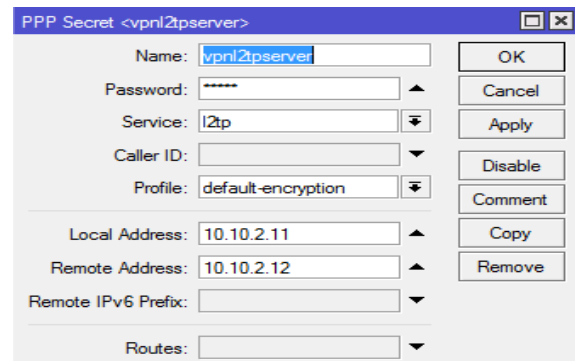 PPP Secret <vpnl2tpserver>
Name: vpnl2tpserver
OK
Password: *****
Cancel
Service: l2tp
Apply
Caller ID:
Disable
Profile: default-encryption
Comment
Local Address: 10.10.2.11
Copy
Remote Address: 10.10.2.12
Remove
Remote IPv6 Prefix:
Routes: